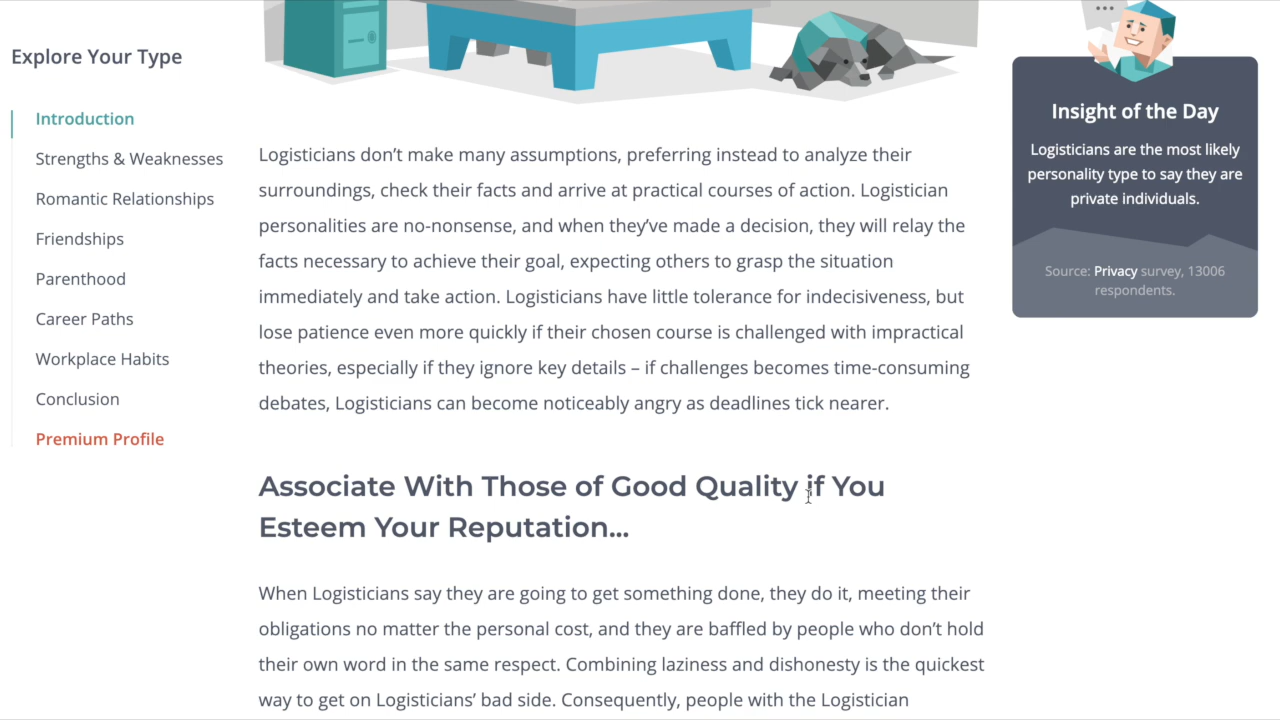 Explore Your Type
Introduction
Strengths & Weaknesses
Romantic Relationships
Friendships
Parenthood
Career Paths
Workplace Habits
Conclusion
Premium Profile
Logisticians don’t make many assumptions, preferring instead to analyze their
surroundings, check their facts and arrive at practical courses of action. Logistician
personalities are no-nonsense, and when they’ve made a decision, they will relay the
facts necessary to achieve their goal, expecting others to grasp the situation
immediately and take action. Logisticians have little tolerance for indecisiveness, but
lose patience even more quickly if their chosen course is challenged with impractical
theories, especially if they ignore key details – if challenges becomes time-consuming
debates, Logisticians can become noticeably angry as deadlines tick nearer.
Associate With Those of Good Quality if You
Esteem Your Reputation...
When Logisticians say they are going to get something done, they do it, meeting their
obligations no matter the personal cost, and they are baffled by people who don’t hold
their own word in the same respect. Combining laziness and dishonesty is the quickest
way to get on Logisticians’ bad side. Consequently, people with the Logistician
Insight of the Day
Logisticians are the most likely
personality type to say they are
private individuals.
Source: Privacy survey, 13006
respondents.